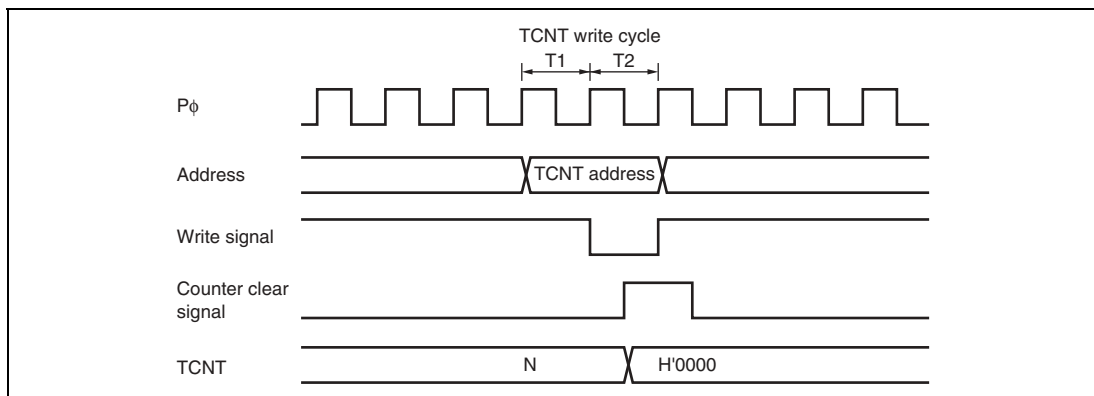 TCNT write cycle
T1 T2
Pϕ
Address
TCNT address
Write signal
Counter clear
signal
TCNT
N
H'0000